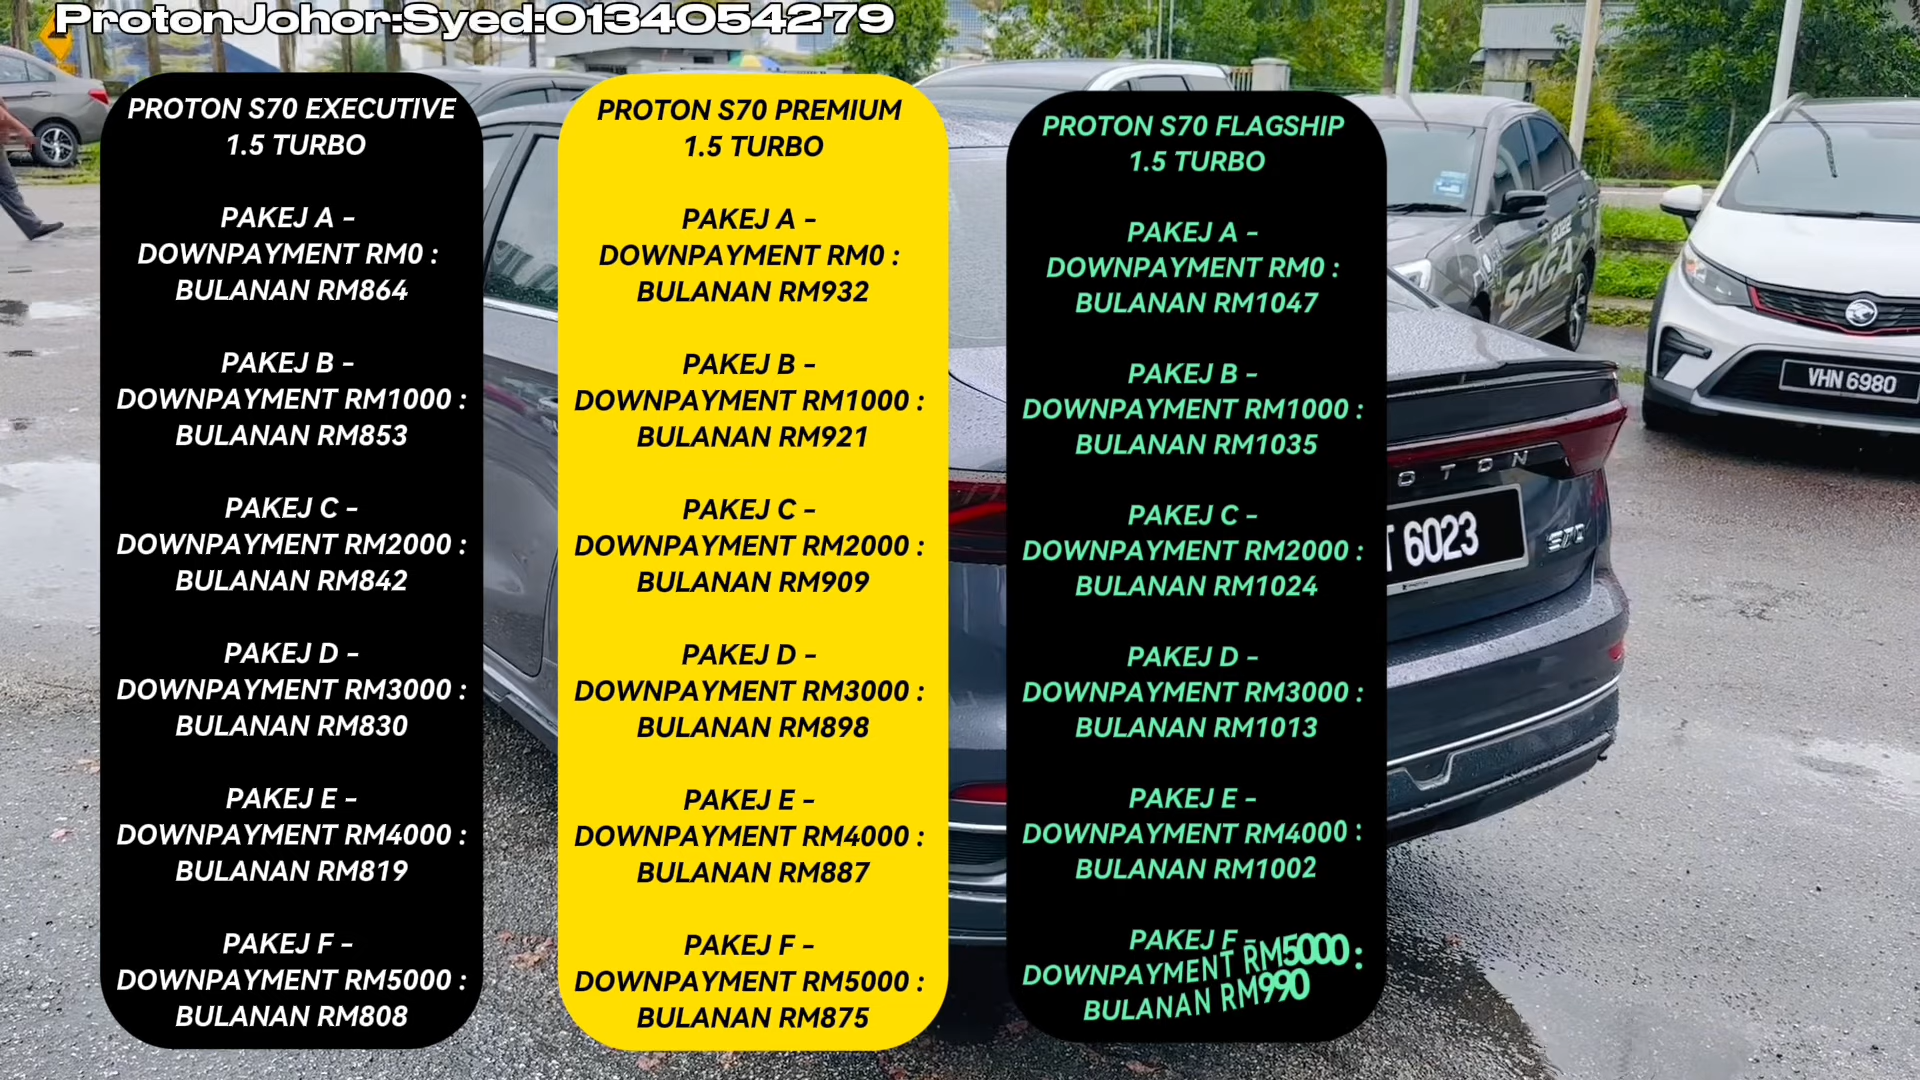 ProtonJohor:Syed:0134054279
PROTON S70 EXECUTIVE
1.5 TURBO
PAKEJ A -
DOWNPAYMENT RM0 :
BULANAN RM864
PAKEJ B -
DOWNPAYMENT RM1000 :
BULANAN RM853
PAKEJ C -
DOWNPAYMENT RM2000 :
BULANAN RM842
PAKEJ D -
DOWNPAYMENT RM3000 :
BULANAN RM830
PAKEJ E -
DOWNPAYMENT RM4000 :
BULANAN RM819
PAKEJ F -
DOWNPAYMENT RM5000 :
BULANAN RM808
PROTON S70 PREMIUM
1.5 TURBO
PAKEJ A -
DOWNPAYMENT RM0 :
BULANAN RM932
PAKEJ B -
DOWNPAYMENT RM1000 :
BULANAN RM921
PAKEJ C -
DOWNPAYMENT RM2000 :
BULANAN RM909
PAKEJ D -
DOWNPAYMENT RM3000 :
BULANAN RM898
PAKEJ E -
DOWNPAYMENT RM4000 :
BULANAN RM887
PAKEJ F -
DOWNPAYMENT RM5000 :
BULANAN RM875
PROTON S70 FLAGSHIP
1.5 TURBO
PAKEJ A -
DOWNPAYMENT RM0 :
BULANAN RM1047
PAKEJ B -
DOWNPAYMENT RM1000 :
BULANAN RM1035
PAKEJ C -
DOWNPAYMENT RM2000 :
BULANAN RM1024
PAKEJ D -
DOWNPAYMENT RM3000 :
BULANAN RM1013
PAKEJ E -
DOWNPAYMENT RM4000 :
BULANAN RM1002
PAKEJ F -
DOWNPAYMENT RM5000 :
BULANAN RM990
2022
SAGA
VHN 6980
OTON
T 6023
S70